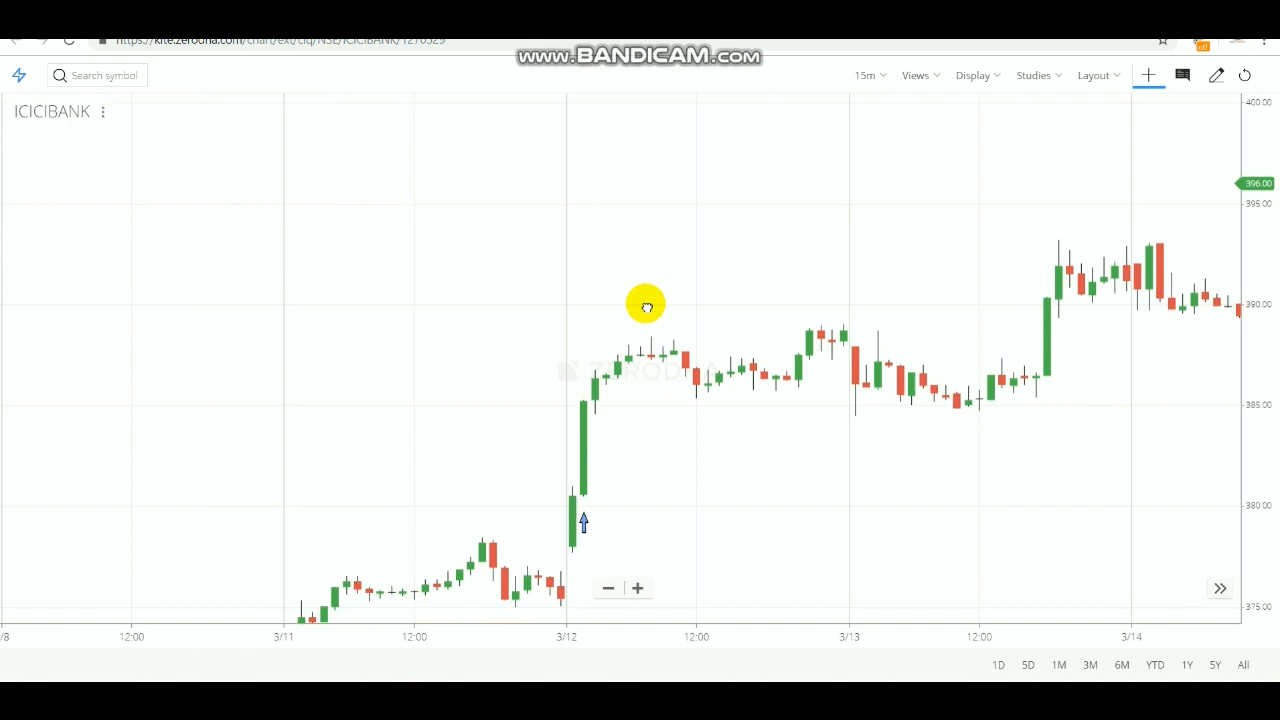 https://kite.zerodha.com/chart/ext/ciq/NSE/ICICIBANK/1270529
www.BANDICAM.com
off
Search symbol
15m Views Display Studies Layout
ICICIBANK
400.00
396.00
395.00
390.00
ZERODHA
385.00
380.00
375.00
/8 12:00 3/11 12:00 3/12 12:00 3/13 12:00 3/14
1D 5D 1M 3M 6M YTD 1Y 5Y All